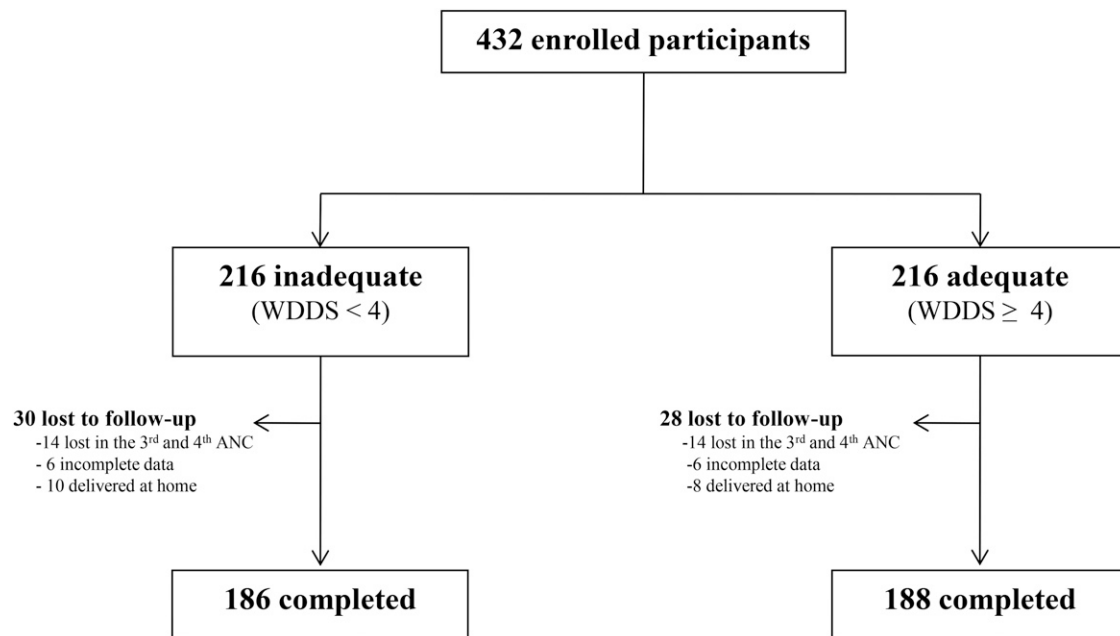 432 enrolled participants
216 inadequate
(WDDS < 4)
216 adequate
(WDDS ≥ 4)
30 lost to follow-up
-14 lost in the 3rd and 4th ANC
- 6 incomplete data
- 10 delivered at home
28 lost to follow-up
-14 lost in the 3rd and 4th ANC
-6 incomplete data
-8 delivered at home
186 completed
188 completed